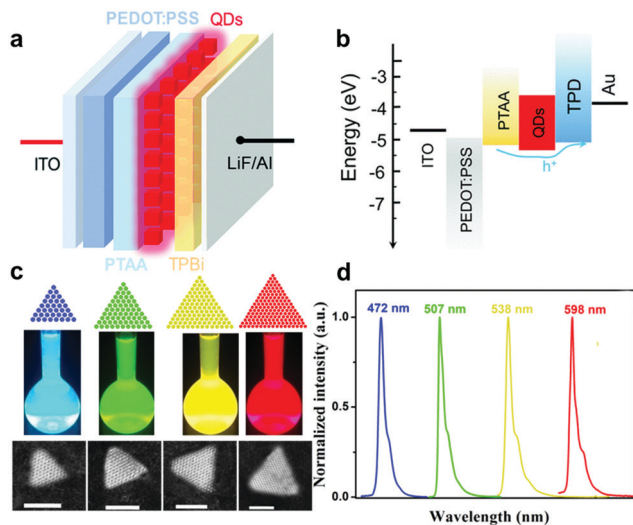 a
PEDOT:PSS
QDs
ITO
LiF/Al
PTAA
TPBi
b
Energy (eV)
-3
-4
-5
-6
-7
ITO
PEDOT:PSS
PTAA
QDs
TPD
Au
h+
c
d
472 nm
507 nm
538 nm
598 nm
Normalized intensity (a.u.)
1.0
0.5
0.0
Wavelength (nm)